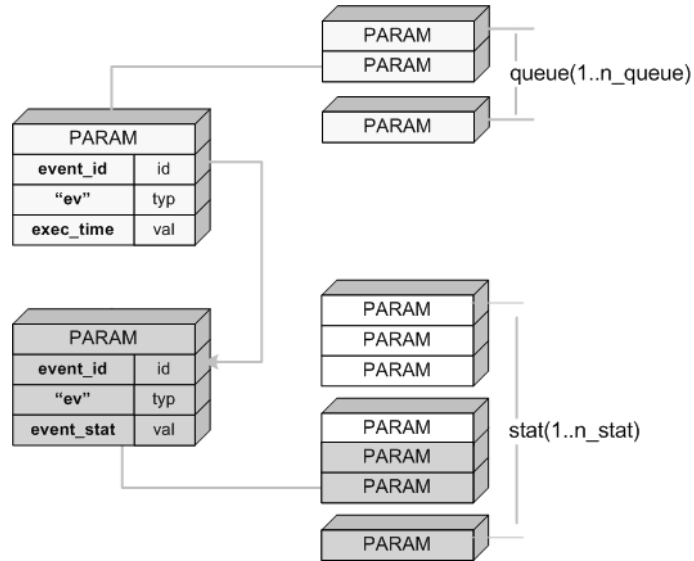 PARAM
PARAM
queue(1..n_queue)
PARAM
PARAM
event_id id
“ev” typ
exec_time val
PARAM
event_id id
“ev” typ
event_stat val
PARAM
PARAM
PARAM
PARAM
stat(1..n_stat)
PARAM
PARAM
PARAM